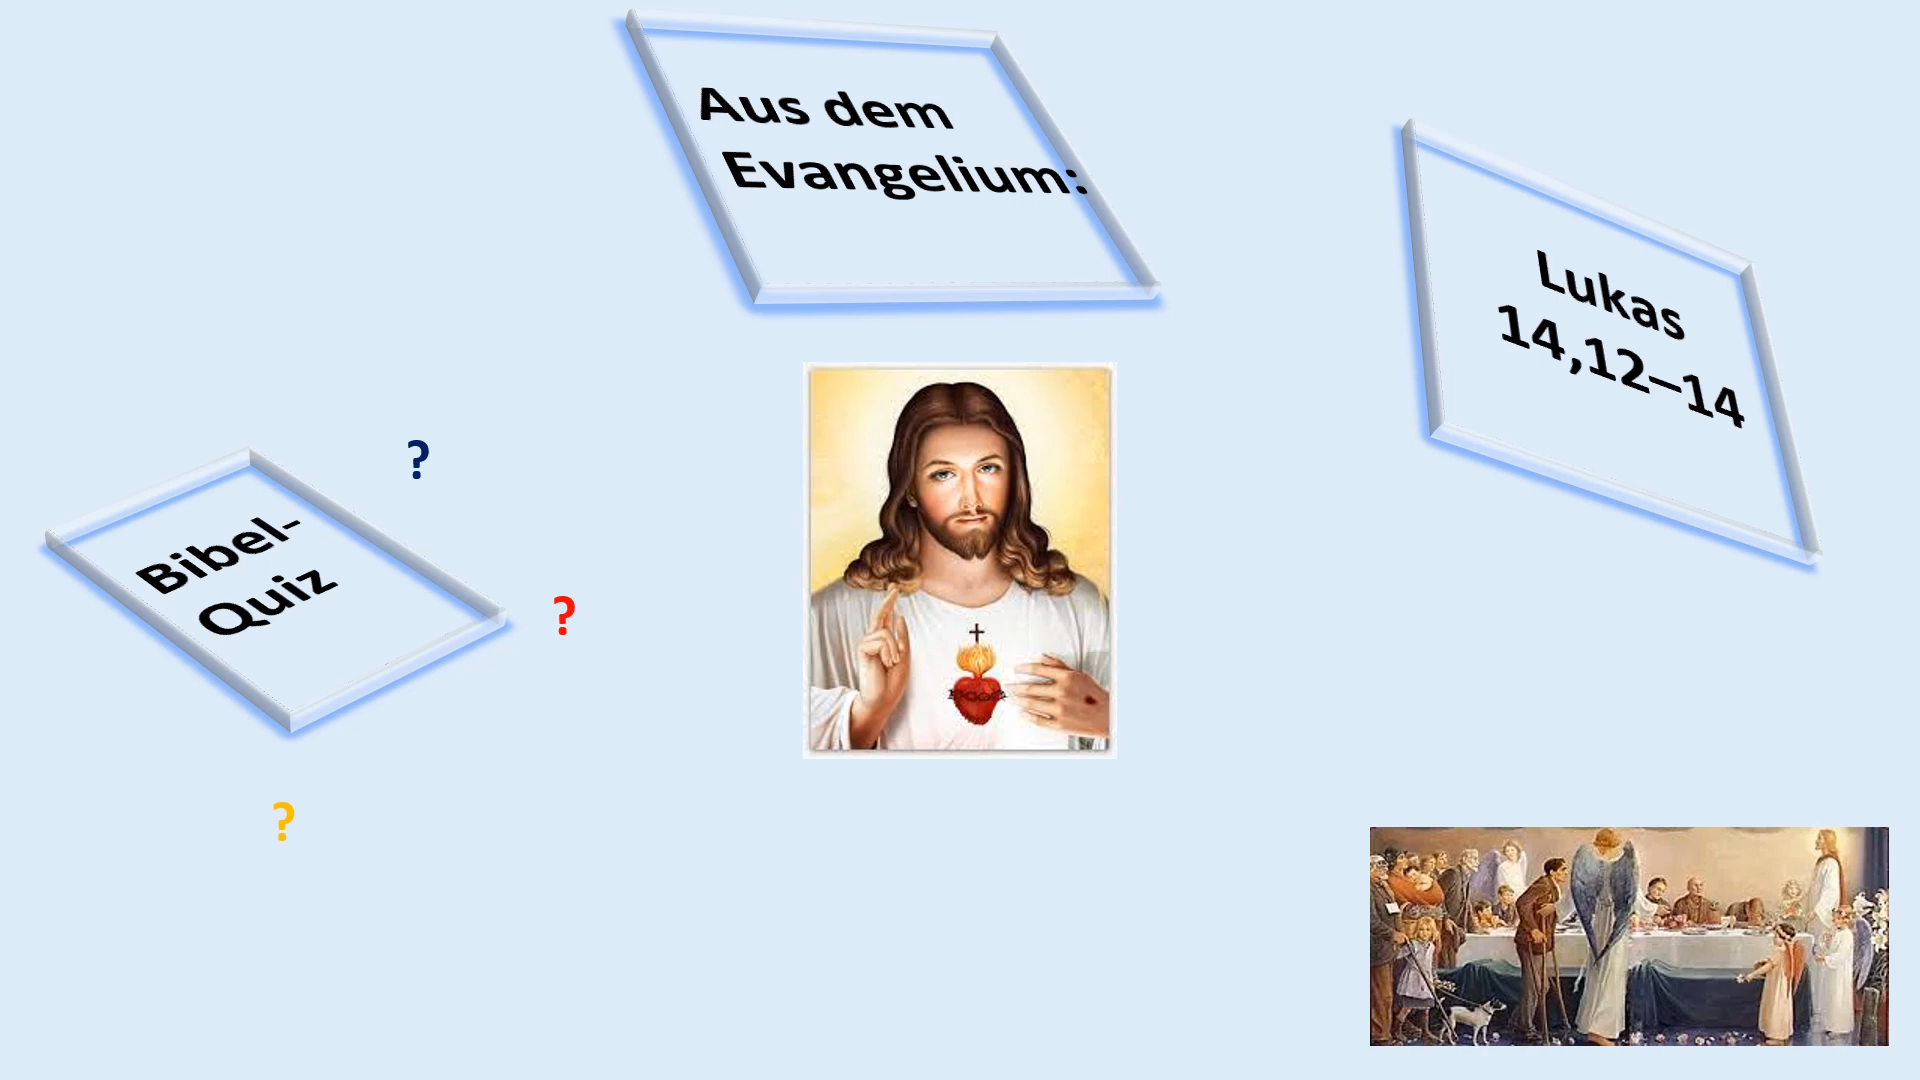 Aus dem
Evangelium:
Lukas
14,12–14
?
Bibel-
Quiz
?
?